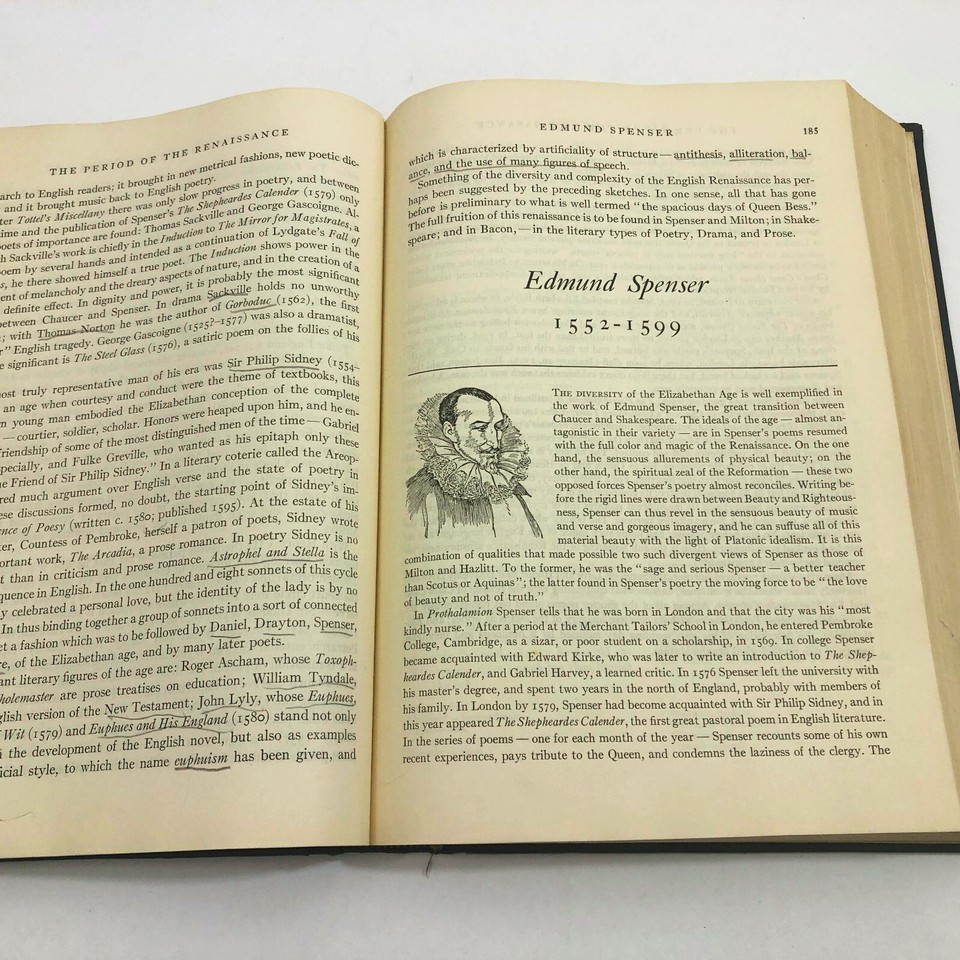 THE PERIOD OF THE RENAISSANCE
arch to English readers; it brought in new metrical fashions, new poetic dic-
and it brought music back to English poetry.
ter Tottel's Miscellany there was only slow progress in poetry, and between
ime and the publication of Spenser's The Shepheardes Calender (1579) only
poets of importance are found: Thomas Sackville and George Gascoigne. Al-
h Sackville's work is chiefly in the Induction to The Mirror for Magistrates, a
oem by several hands and intended as a continuation of Lydgate's Fall of
s, he there showed himself a true poet. The Induction shows power in the
ent of melancholy and the dreary aspects of nature, and in the creation of a
definite effect. In dignity and power, it is probably the most significant
between Chaucer and Spenser. In drama Sackville holds no unworthy
; with Thomas Norton he was the author of Gorboduc (1562), the first
r" English tragedy. George Gascoigne (1525?-1577) was also a dramatist,
e significant is The Steel Glass (1576), a satiric poem on the follies of his
ost truly representative man of his era was Sir Philip Sidney (1554-
an age when courtesy and conduct were the theme of textbooks, this
n young man embodied the Elizabethan conception of the complete
— courtier, soldier, scholar. Honors were heaped upon him, and he en-
friendship of some of the most distinguished men of the time — Gabriel
specially, and Fulke Greville, who wanted as his epitaph only these
e Friend of Sir Philip Sidney." In a literary coterie called the Areop-
red much argument over English verse and the state of poetry in
ese discussions formed, no doubt, the starting point of Sidney's im-
ence of Poesy (written c. 1580; published 1595). At the estate of his
er, Countess of Pembroke, herself a patron of poets, Sidney wrote
ortant work, The Arcadia, a prose romance. In poetry Sidney is no
t than in criticism and prose romance. Astrophel and Stella is the
quence in English. In the one hundred and eight sonnets of this cycle
y celebrated a personal love, but the identity of the lady is by no
In thus binding together a group of sonnets into a sort of connected
et a fashion which was to be followed by Daniel, Drayton, Spenser,
re, of the Elizabethan age, and by many later poets.
ant literary figures of the age are: Roger Ascham, whose Toxoph-
holemaster are prose treatises on education; William Tyndale,
glish version of the New Testament; John Lyly, whose Euphues,
Wit (1579) and Euphues and His England (1580) stand not only
the development of the English novel, but also as examples
icial style, to which the name euphuism has been given, and
EDMUND SPENSER 185
which is characterized by artificiality of structure — antithesis, alliteration, bal-
ance, and the use of many figures of speech.
Something of the diversity and complexity of the English Renaissance has per-
haps been suggested by the preceding sketches. In one sense, all that has gone
before is preliminary to what is well termed "the spacious days of Queen Bess."
The full fruition of this renaissance is to be found in Spenser and Milton; in Shake-
speare; and in Bacon, — in the literary types of Poetry, Drama, and Prose.
Edmund Spenser
1552-1599
THE DIVERSITY of the Elizabethan Age is well exemplified in
the work of Edmund Spenser, the great transition between
Chaucer and Shakespeare. The ideals of the age — almost an-
tagonistic in their variety — are in Spenser's poems resumed
with the full color and magic of the Renaissance. On the one
hand, the sensuous allurements of physical beauty; on the
other hand, the spiritual zeal of the Reformation — these two
opposed forces Spenser's poetry almost reconciles. Writing be-
fore the rigid lines were drawn between Beauty and Righteous-
ness, Spenser can thus revel in the sensuous beauty of music
and verse and gorgeous imagery, and he can suffuse all of this
material beauty with the light of Platonic idealism. It is this
combination of qualities that made possible two such divergent views of Spenser as those of
Milton and Hazlitt. To the former, he was the "sage and serious Spenser — a better teacher
than Scotus or Aquinas"; the latter found in Spenser's poetry the moving force to be "the love
of beauty and not of truth."
In Prothalamion Spenser tells that he was born in London and that the city was his "most
kindly nurse." After a period at the Merchant Tailors' School in London, he entered Pembroke
College, Cambridge, as a sizar, or poor student on a scholarship, in 1569. In college Spenser
became acquainted with Edward Kirke, who was later to write an introduction to The Shep-
heardes Calender, and Gabriel Harvey, a learned critic. In 1576 Spenser left the university with
his master's degree, and spent two years in the north of England, probably with members of
his family. In London by 1579, Spenser had become acquainted with Sir Philip Sidney, and in
this year appeared The Shepheardes Calender, the first great pastoral poem in English literature.
In the series of poems — one for each month of the year — Spenser recounts some of his own
recent experiences, pays tribute to the Queen, and condemns the laziness of the clergy. The